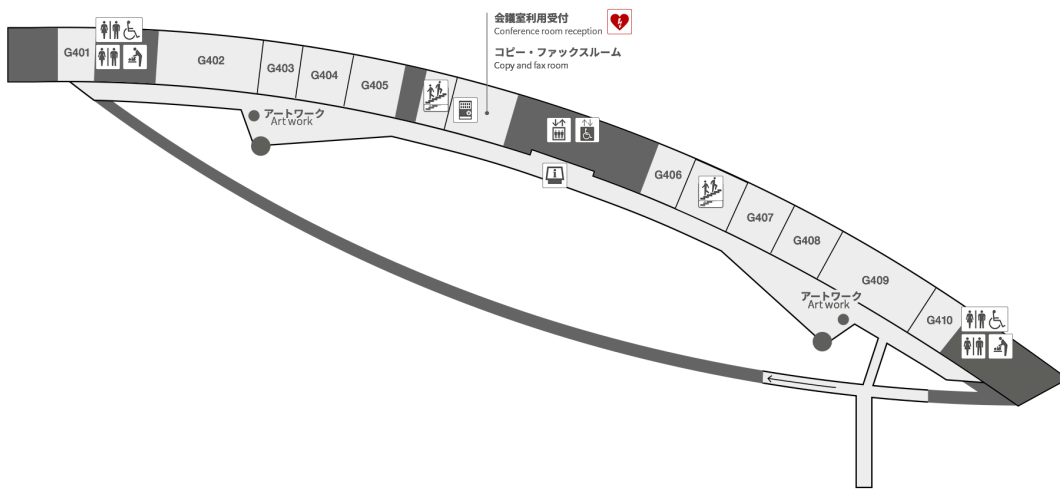 会議室利用受付
Conference room reception
コピー・ファックスルーム
Copy and fax room
G401
G402
G403
G404
G405
アートワーク
Art work
G406
G407
G408
G409
G410
アートワーク
Art work